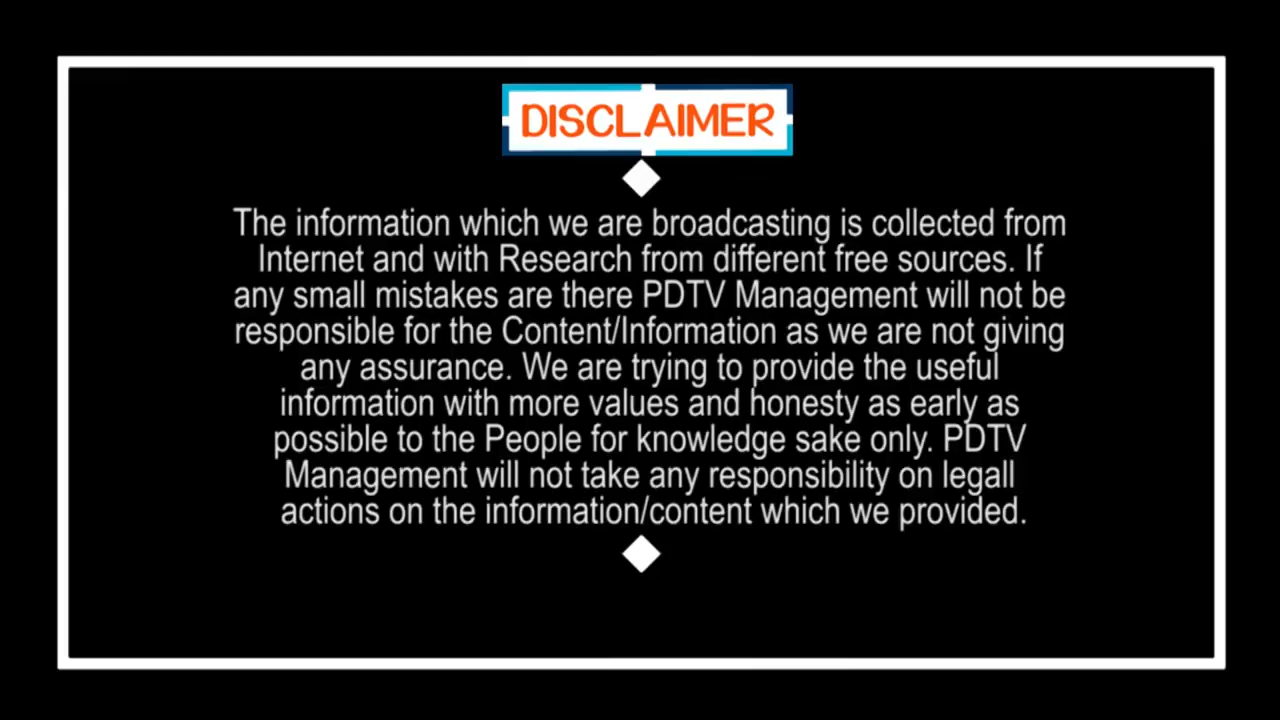 DISCLAIMER
The information which we are broadcasting is collected from
Internet and with Research from different free sources. If
any small mistakes are there PDTV Management will not be
responsible for the Content/Information as we are not giving
any assurance. We are trying to provide the useful
information with more values and honesty as early as
possible to the People for knowledge sake only. PDTV
Management will not take any responsibility on legall
actions on the information/content which we provided.